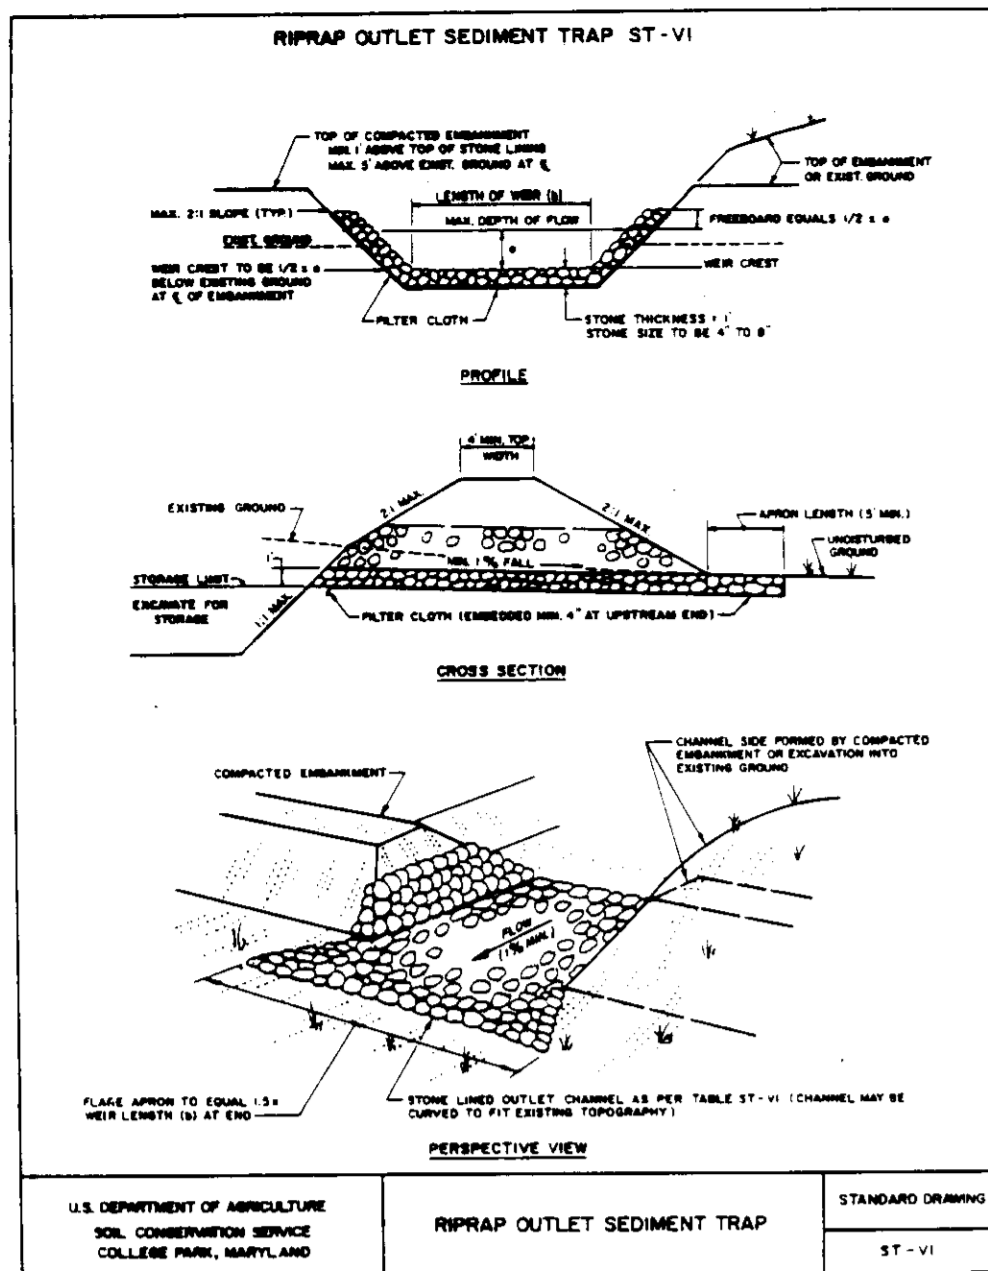 RIPRAP OUTLET SEDIMENT TRAP ST-VI
TOP OF COMPACTED EMBANKMENT
MIN. 1' ABOVE TOP OF STONE LINING
MAX. 5' ABOVE EXIST. GROUND AT ℄
TOP OF EMBANKMENT
OR EXIST. GROUND
LENGTH OF WEIR (b)
MAX. 2:1 SLOPE (TYP.)
MAX. DEPTH OF FLOW
FREEBOARD EQUALS 1/2 x a
EXIST. GROUND
a
WEIR CREST TO BE 1/2 x a
BELOW EXISTING GROUND
AT ℄ OF EMBANKMENT
WEIR CREST
FILTER CLOTH
STONE THICKNESS = 1'
STONE SIZE TO BE 4" TO 8"
PROFILE
4' MIN. TOP
WIDTH
EXISTING GROUND
2:1 MAX.
2:1 MAX.
APRON LENGTH (5' MIN.)
UNDISTURBED
GROUND
1'
MIN. 1% FALL
STORAGE LIMIT
EXCAVATE FOR
STORAGE
1:1 MAX.
FILTER CLOTH (EMBEDDED MIN. 4" AT UPSTREAM END)
CROSS SECTION
CHANNEL SIDE FORMED BY COMPACTED
EMBANKMENT OR EXCAVATION INTO
EXISTING GROUND
COMPACTED EMBANKMENT
FLOW
(1% MIN.)
FLARE APRON TO EQUAL 1.5 x
WEIR LENGTH (b) AT END
STONE LINED OUTLET CHANNEL AS PER TABLE ST-VI (CHANNEL MAY BE
CURVED TO FIT EXISTING TOPOGRAPHY)
PERSPECTIVE VIEW
U.S. DEPARTMENT OF AGRICULTURE
SOIL CONSERVATION SERVICE
COLLEGE PARK, MARYLAND
RIPRAP OUTLET SEDIMENT TRAP
STANDARD DRAWING
ST - VI